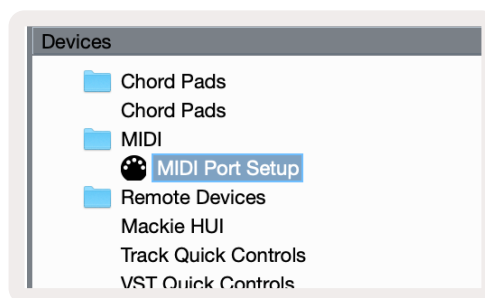 Devices
Chord Pads
Chord Pads
MIDI
MIDI Port Setup
Remote Devices
Mackie HUI
Track Quick Controls
VST Quick Controls